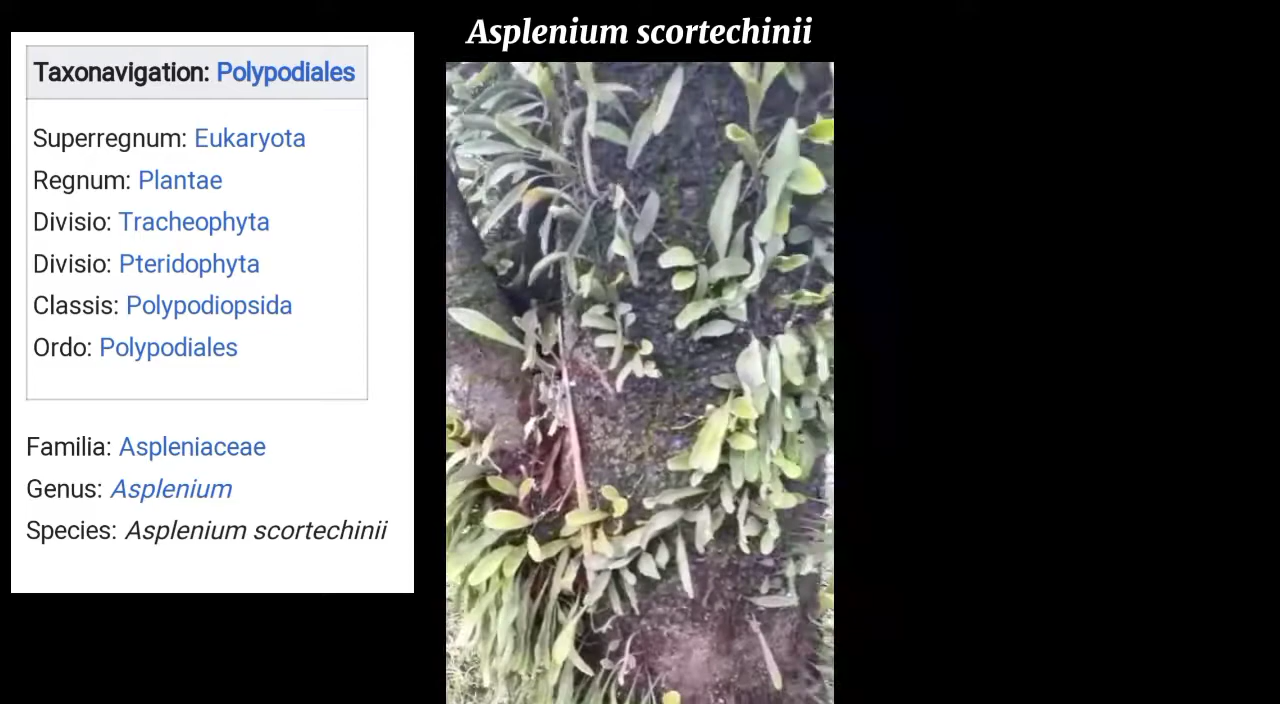 Asplenium scortechinii
Taxonavigation: Polypodiales
Superregnum: Eukaryota
Regnum: Plantae
Divisio: Tracheophyta
Divisio: Pteridophyta
Classis: Polypodiopsida
Ordo: Polypodiales
Familia: Aspleniaceae
Genus: Asplenium
Species: Asplenium scortechinii